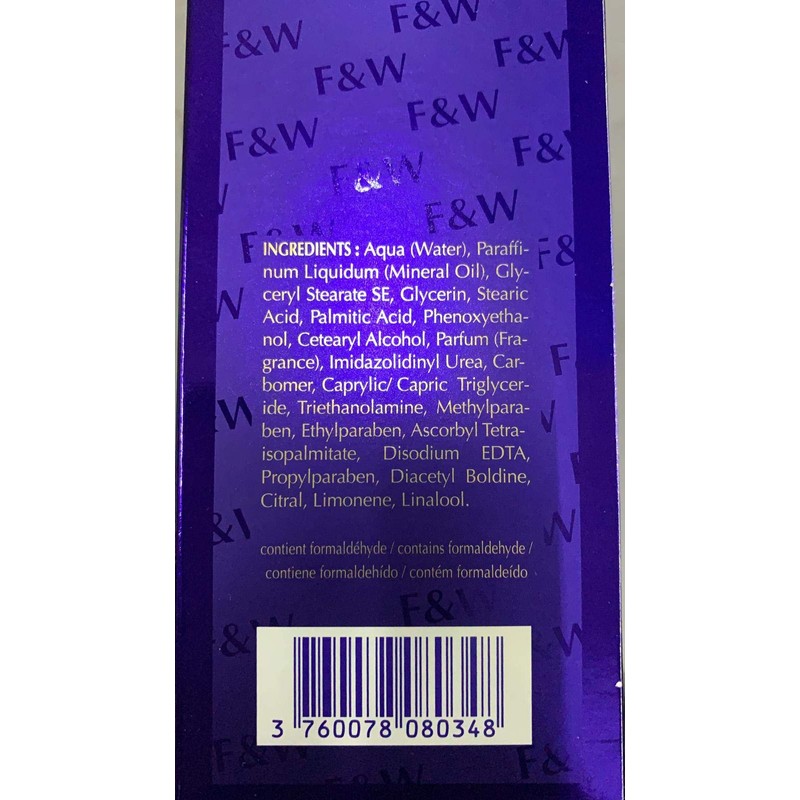 F&W
F&W
F&W
F&W
F&W
F&W
F&W
F&W
INGREDIENTS : Aqua (Water), Paraffi-
num Liquidum (Mineral Oil), Gly-
ceryl Stearate SE, Glycerin, Stearic
Acid, Palmitic Acid, Phenoxyetha-
nol, Cetearyl Alcohol, Parfum (Fra-
grance), Imidazolidinyl Urea, Car-
bomer, Caprylic/ Capric Triglycer-
ide, Triethanolamine, Methylpara-
ben, Ethylparaben, Ascorbyl Tetra-
isopalmitate, Disodium EDTA,
Propylparaben, Diacetyl Boldine,
Citral, Limonene, Linalool.
contient formaldéhyde / contains formaldehyde /
contiene formaldehído / contém formaldeído
F&W
3 760078 080348
F&W